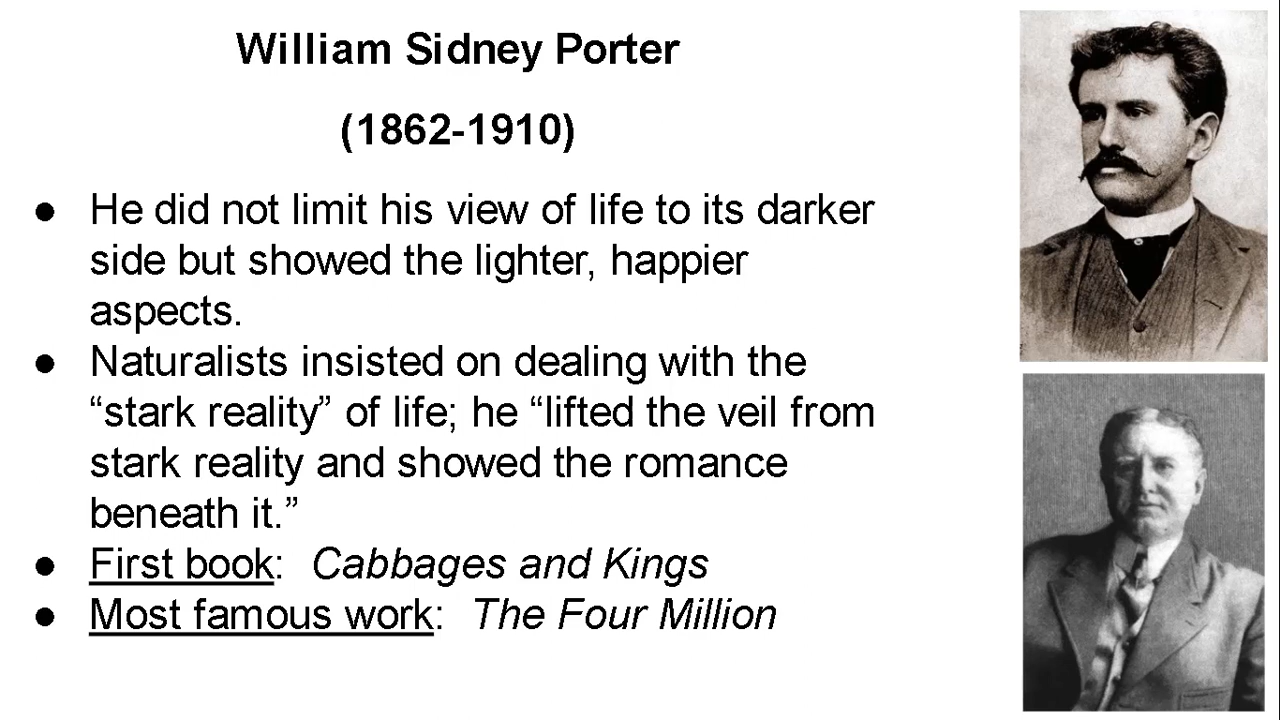 William Sidney Porter
(1862-1910)
● He did not limit his view of life to its darker
side but showed the lighter, happier
aspects.
● Naturalists insisted on dealing with the
“stark reality” of life; he “lifted the veil from
stark reality and showed the romance
beneath it.”
● First book:  Cabbages and Kings
● Most famous work:  The Four Million